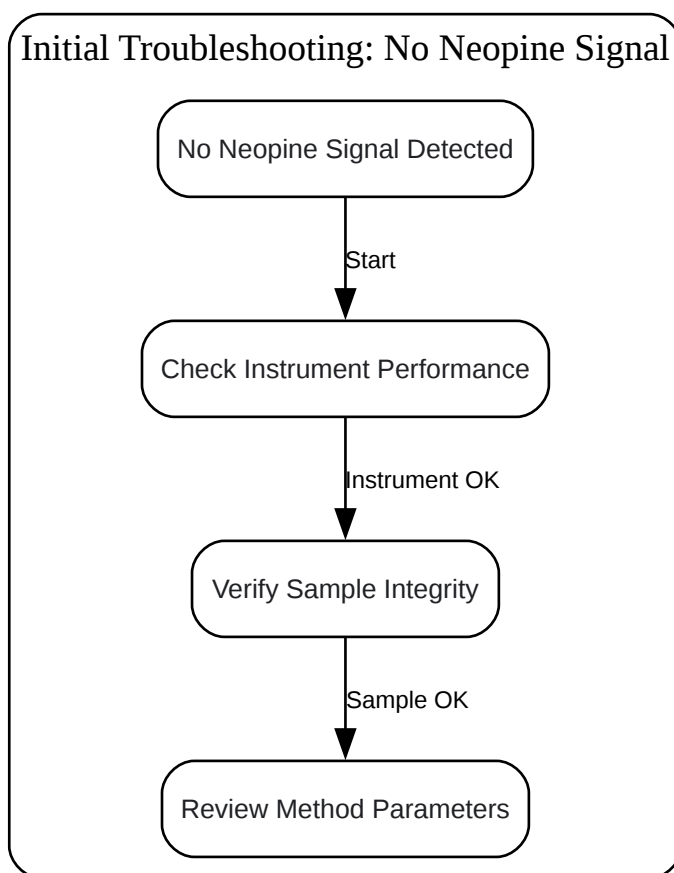 Initial Troubleshooting: No Neopine Signal
No Neopine Signal Detected
Start
Check Instrument Performance
Instrument OK
Verify Sample Integrity
Sample OK
Review Method Parameters